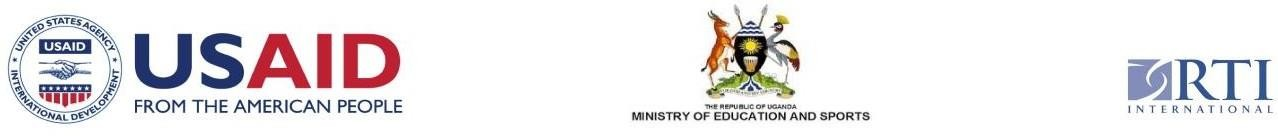 UNITED STATES AGENCY
USAID
INTERNATIONAL DEVELOPMENT
USAID
FROM THE AMERICAN PEOPLE
THE REPUBLIC OF UGANDA
MINISTRY OF EDUCATION AND SPORTS
RTI
INTERNATIONAL